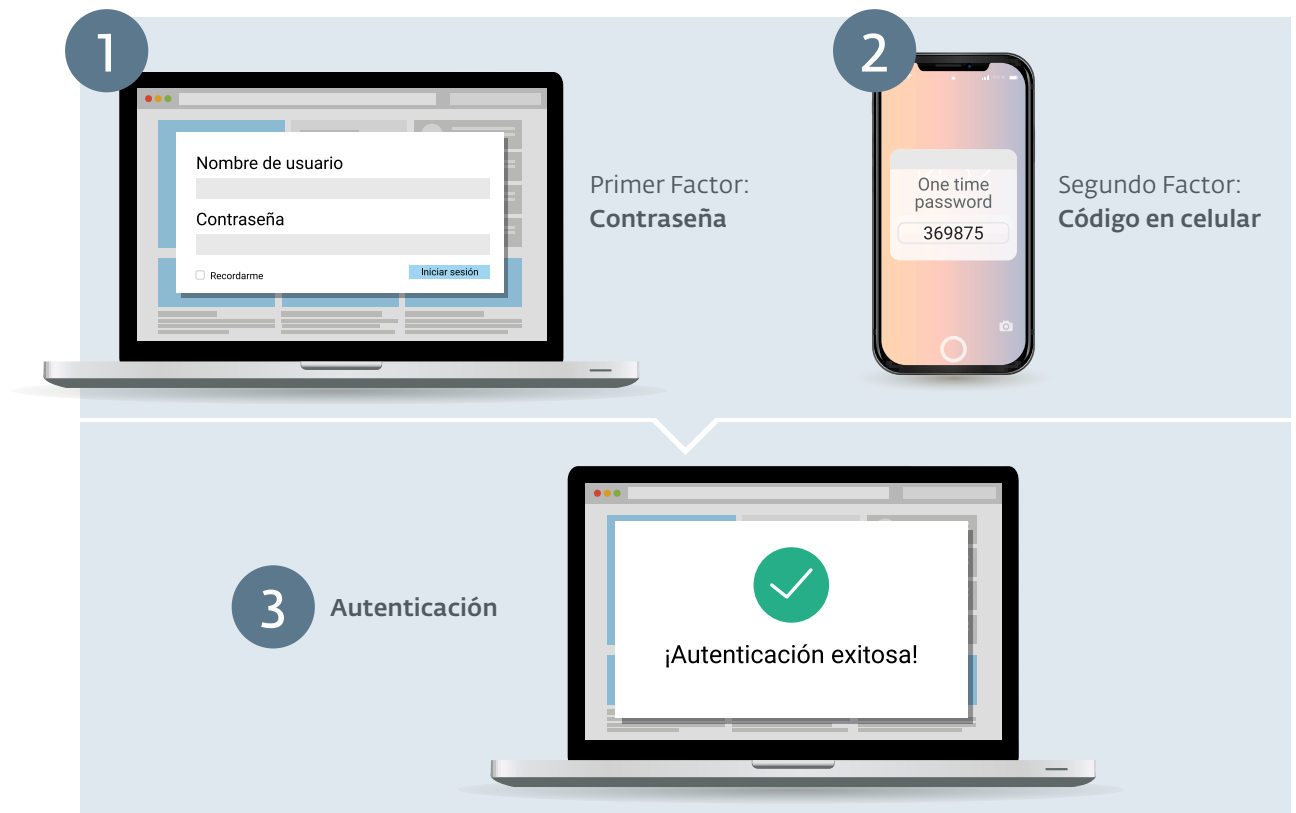 1
Nombre de usuario
Contraseña
Recordarme
Iniciar sesión
Primer Factor:
Contraseña
2
One time
password
369875
Segundo Factor:
Código en celular
3
Autenticación
¡Autenticación exitosa!